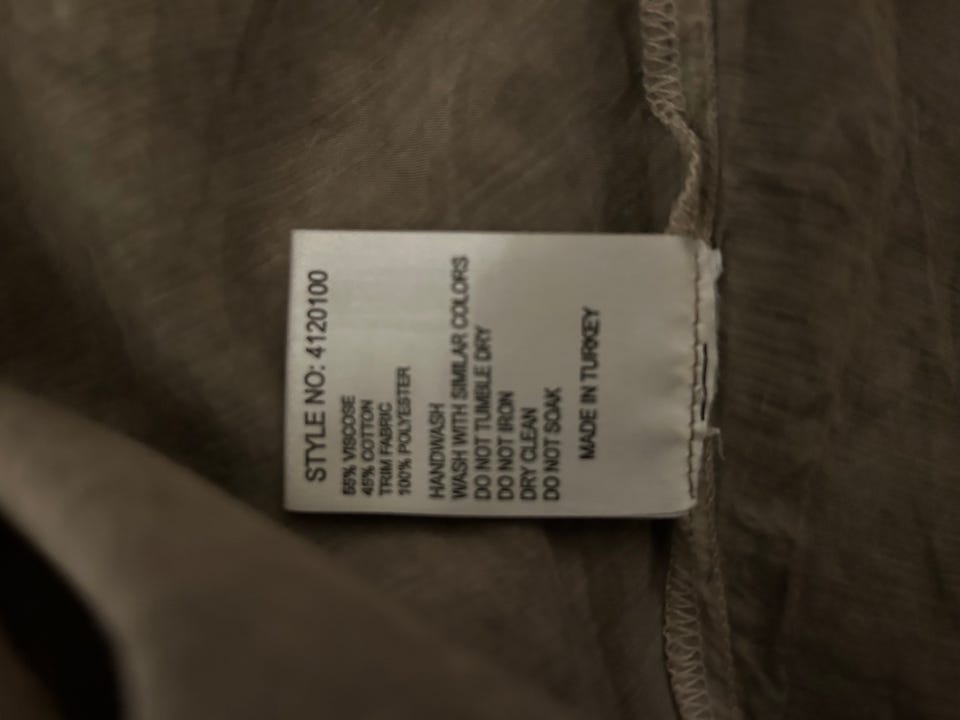 STYLE NO: 4120100
55% VISCOSE
45% COTTON
TRIM FABRIC
100% POLYESTER
HANDWASH
WASH WITH SIMILAR COLORS
DO NOT TUMBLE DRY
DO NOT IRON
DRY CLEAN
DO NOT SOAK
MADE IN TURKEY